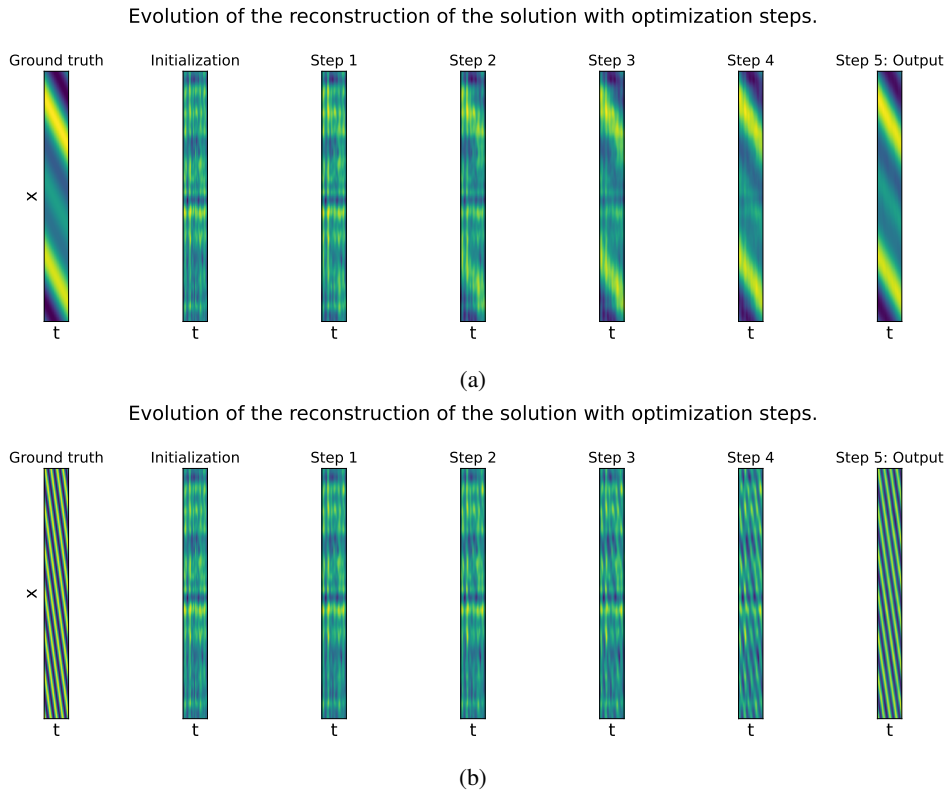 Evolution of the reconstruction of the solution with optimization steps.
Ground truth Initialization Step 1 Step 2 Step 3 Step 4 Step 5: Output
x
t t t t t t t
(a)
Evolution of the reconstruction of the solution with optimization steps.
Ground truth Initialization Step 1 Step 2 Step 3 Step 4 Step 5: Output
x
t t t t t t t
(b)